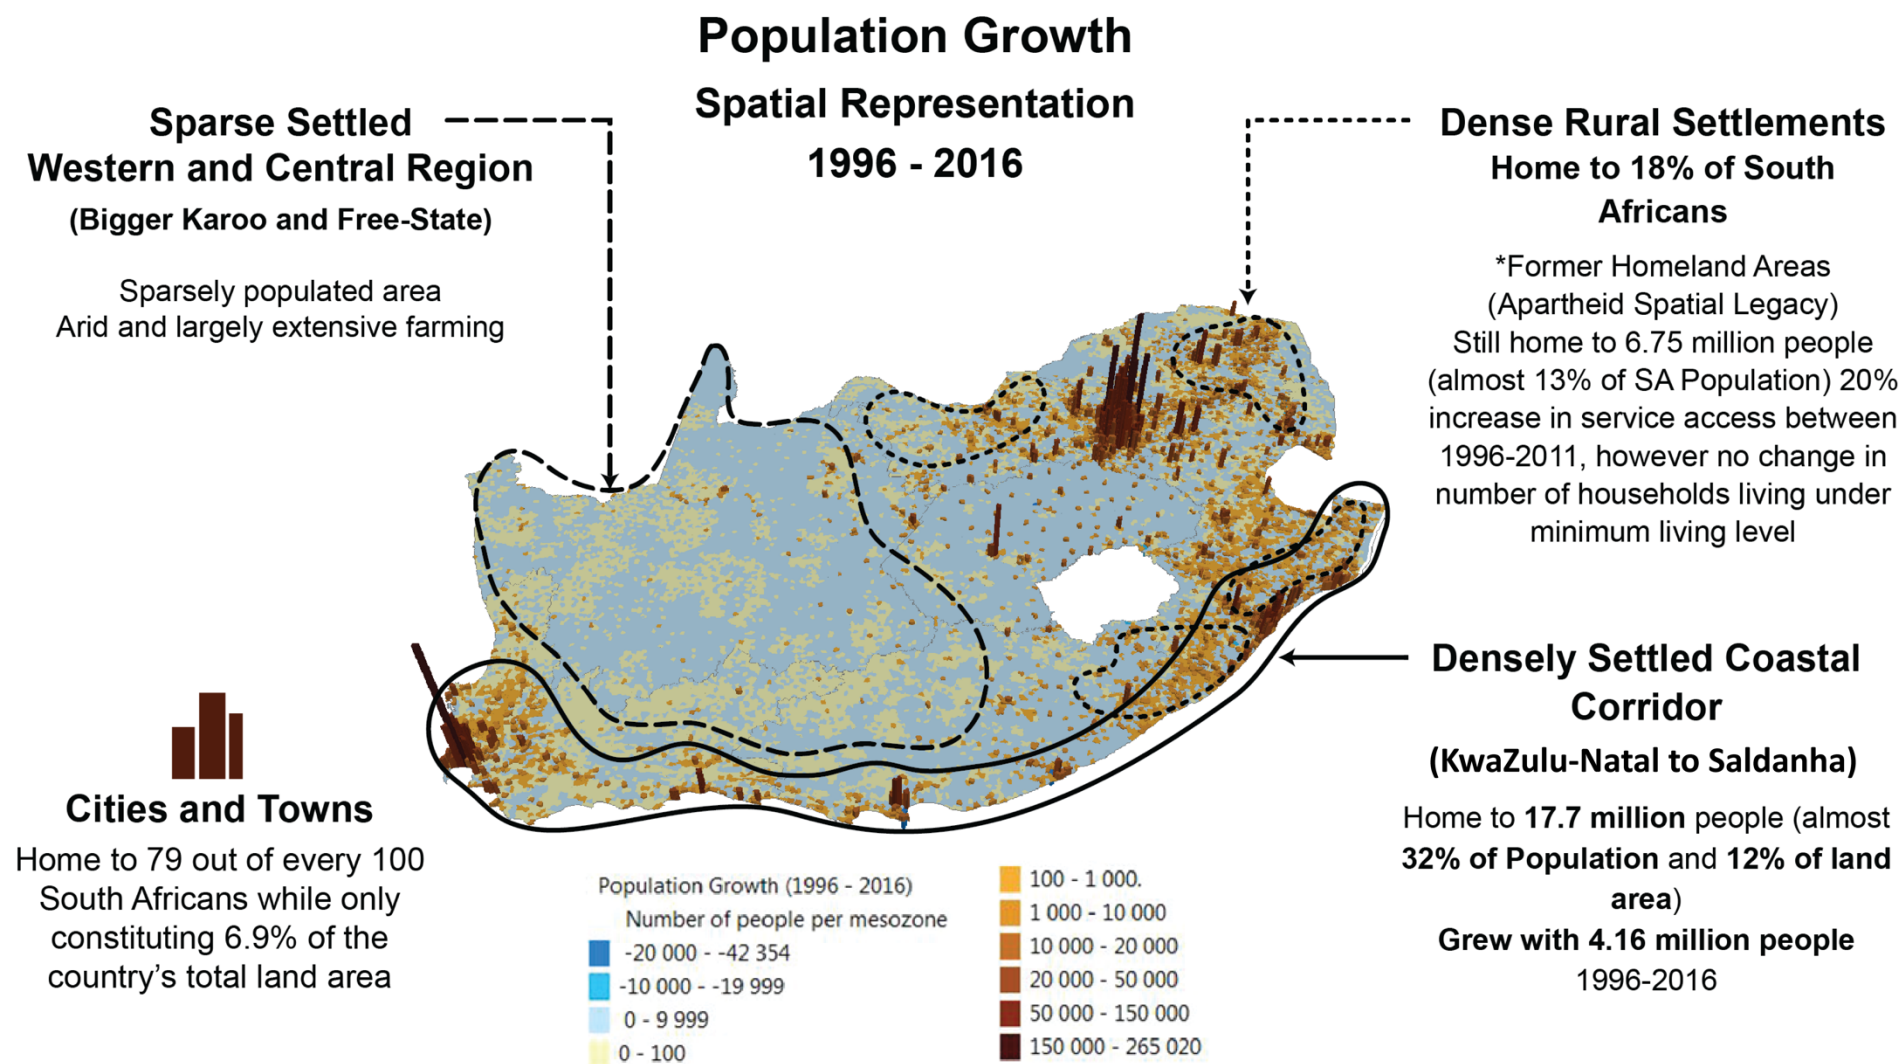 Population Growth
Spatial Representation
1996 - 2016
Sparse Settled
Western and Central Region
(Bigger Karoo and Free-State)
Sparsely populated area
Arid and largely extensive farming
Dense Rural Settlements
Home to 18% of South
Africans
*Former Homeland Areas
(Apartheid Spatial Legacy)
Still home to 6.75 million people
(almost 13% of SA Population) 20%
increase in service access between
1996-2011, however no change in
number of households living under
minimum living level
Densely Settled Coastal
Corridor
(KwaZulu-Natal to Saldanha)
Home to 17.7 million people (almost
32% of Population and 12% of land
area)
Grew with 4.16 million people
1996-2016
Cities and Towns
Home to 79 out of every 100
South Africans while only
constituting 6.9% of the
country's total land area
Population Growth (1996 - 2016)
Number of people per mesozone
-20 000 - -42 354
-10 000 - -19 999
0 - 9 999
0 - 100
100 - 1 000.
1 000 - 10 000
10 000 - 20 000
20 000 - 50 000
50 000 - 150 000
150 000 - 265 020